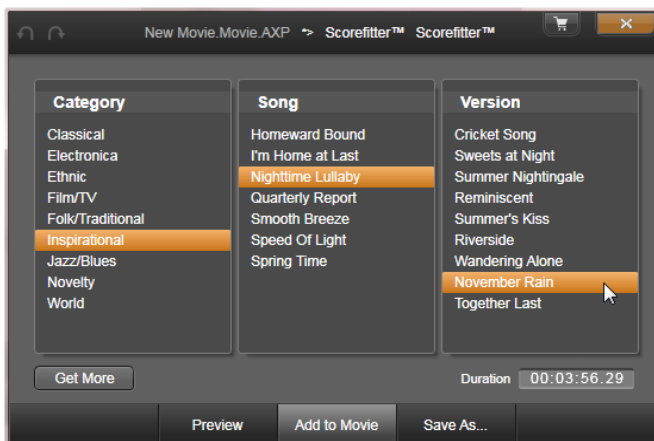 New Movie.Movie.AXP *> Scorefitter™ Scorefitter™
Category
Classical
Electronica
Ethnic
Film/TV
Folk/Traditional
Inspirational
Jazz/Blues
Novelty
World
Song
Homeward Bound
I'm Home at Last
Nighttime Lullaby
Quarterly Report
Smooth Breeze
Speed Of Light
Spring Time
Version
Cricket Song
Sweets at Night
Summer Nightingale
Reminiscent
Summer's Kiss
Riverside
Wandering Alone
November Rain
Together Last
Get More
Duration 00:03:56.29
Preview
Add to Movie
Save As...